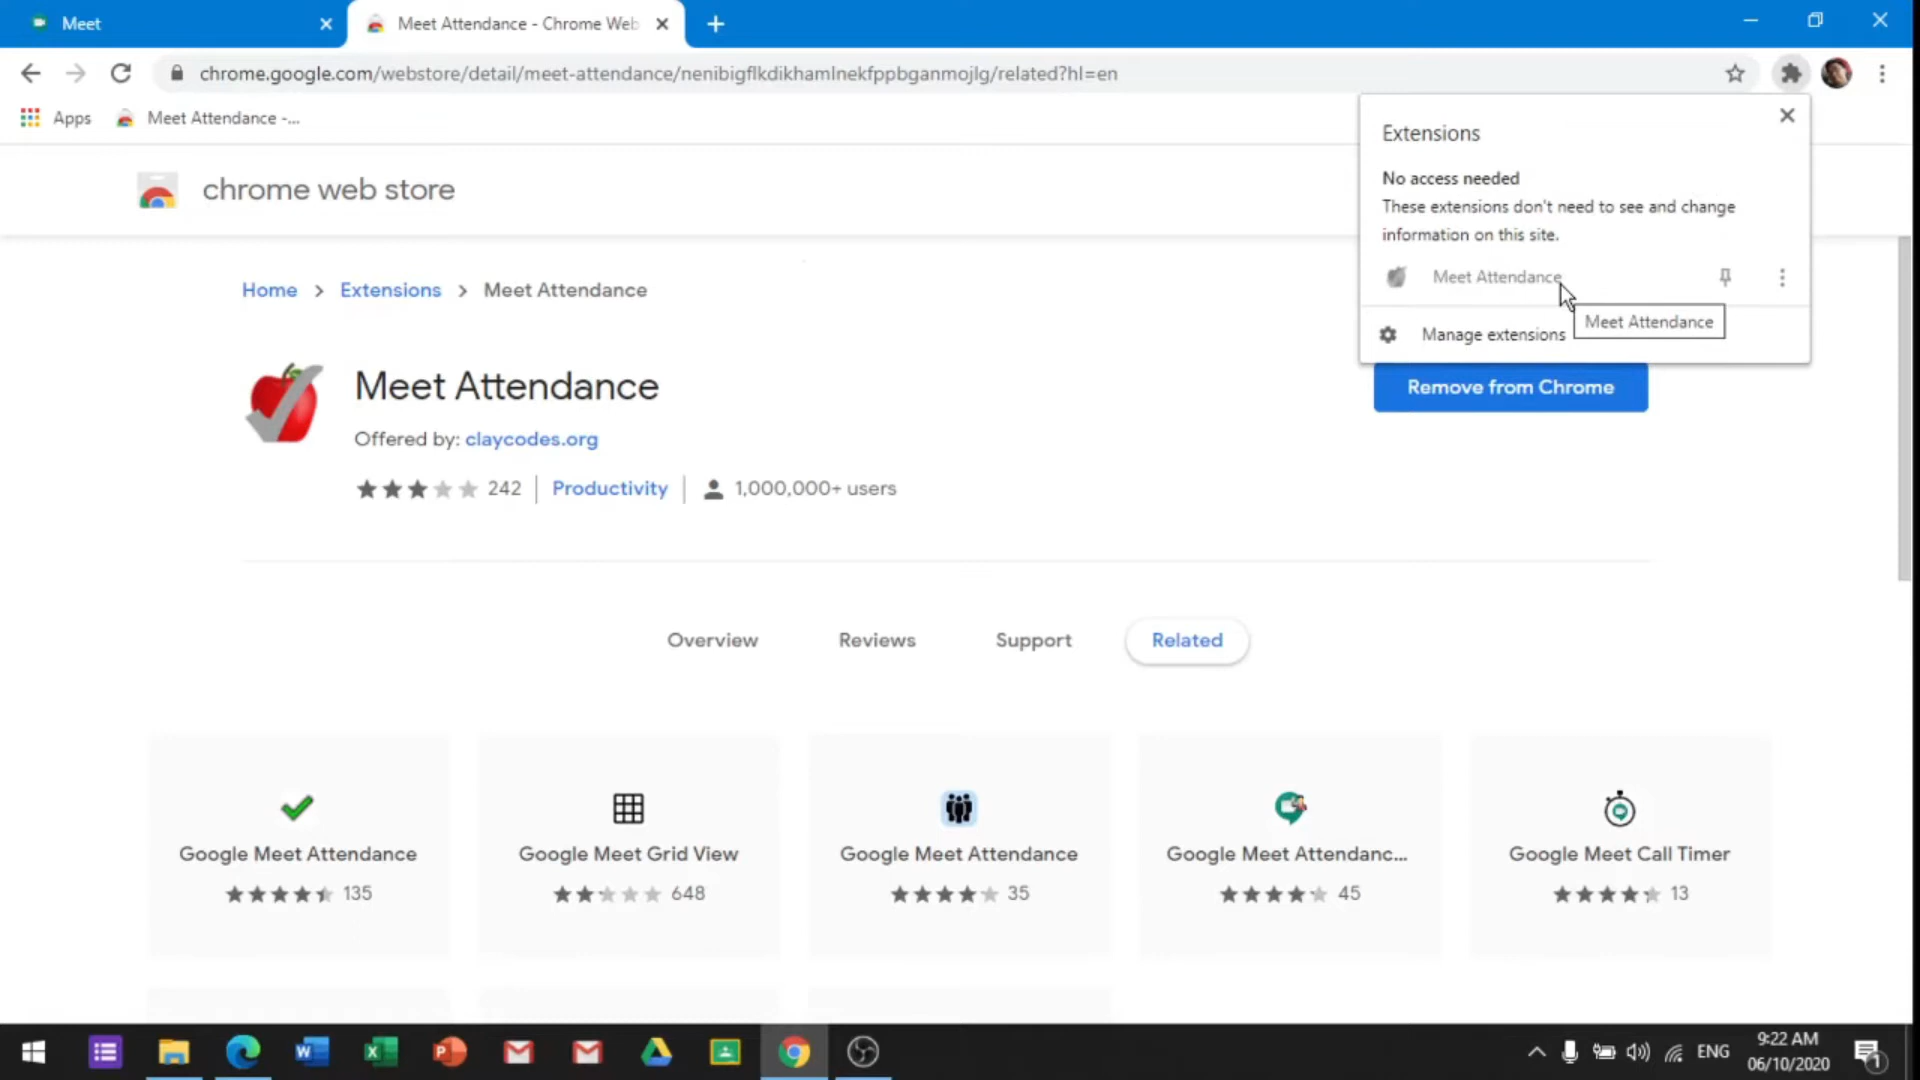 Meet
Meet Attendance - Chrome Web
chrome.google.com/webstore/detail/meet-attendance/nenibigflkdikhamlnekfppbganmojlg/related?hl=en
Apps
Meet Attendance -...
Extensions
No access needed
These extensions don't need to see and change
information on this site.
Meet Attendance
Meet Attendance
Manage extensions
chrome web store
Home > Extensions > Meet Attendance
Meet Attendance
Remove from Chrome
Offered by: claycodes.org
242
Productivity
1,000,000+ users
Overview
Reviews
Support
Related
Google Meet Attendance
135
Google Meet Grid View
648
Google Meet Attendance
35
Google Meet Attendanc...
45
Google Meet Call Timer
13
ENG
9:22 AM
06/10/2020
1